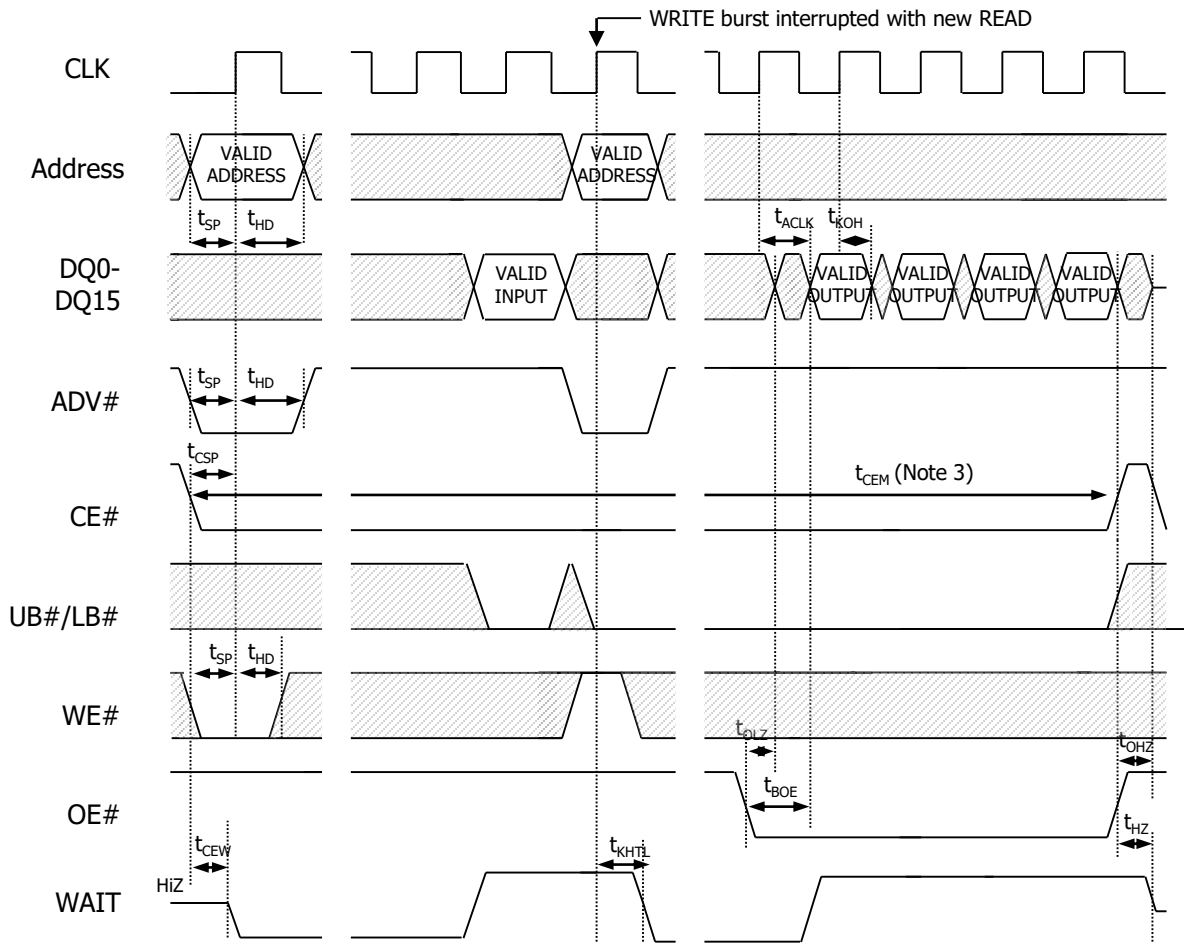 WRITE burst interrupted with new READ
CLK
Address
VALID
ADDRESS
VALID
ADDRESS
tSP
tHD
tACLK
tKOH
DQ0-
DQ15
VALID
INPUT
VALID
OUTPUT
VALID
OUTPUT
VALID
OUTPUT
VALID
OUTPUT
ADV#
tSP
tHD
tCSP
tCEM (Note 3)
CE#
UB#/LB#
tSP
tHD
WE#
tOLZ
tOHZ
OE#
tBOE
tHZ
tCEW
tKHTL
HiZ
WAIT